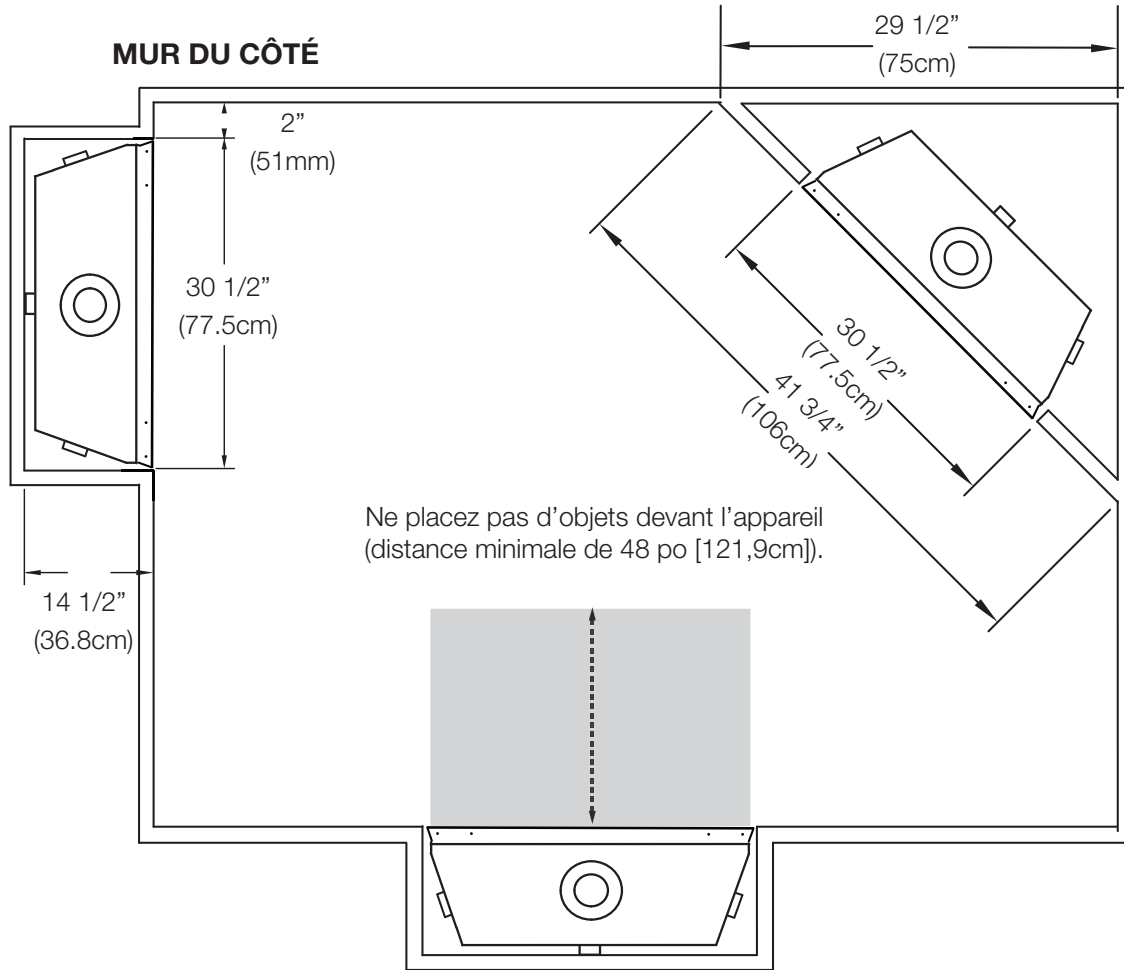 MUR DU CÔTÉ
29 1/2”
(75cm)
2”
(51mm)
30 1/2”
(77.5cm)
30 1/2”
(77.5cm)
41 3/4”
(106cm)
Ne placez pas d’objets devant l’appareil
(distance minimale de 48 po [121,9cm]).
14 1/2”
(36.8cm)